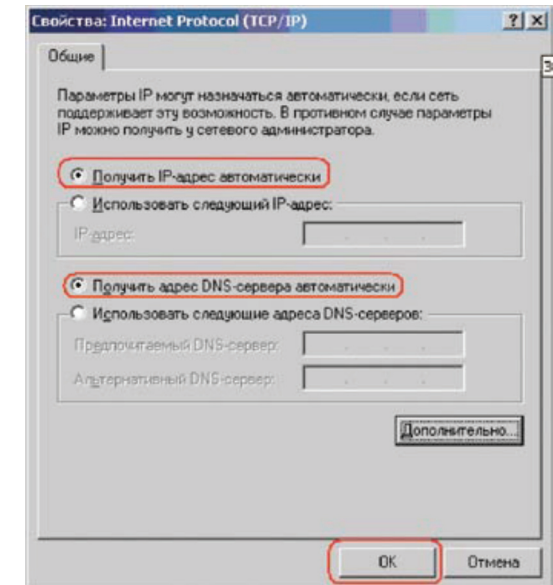 Свойства: Internet Protocol (TCP/IP)
Общие
Параметры IP могут назначаться автоматически, если сеть
поддерживает эту возможность. В противном случае параметры
IP можно получить у сетевого администратора.
Получить IP-адрес автоматически
Использовать следующий IP-адрес:
IP-адрес:
Получить адрес DNS-сервера автоматически
Использовать следующие адреса DNS-серверов:
Предпочитаемый DNS-сервер:
Альтернативный DNS-сервер:
Дополнительно...
OK Отмена